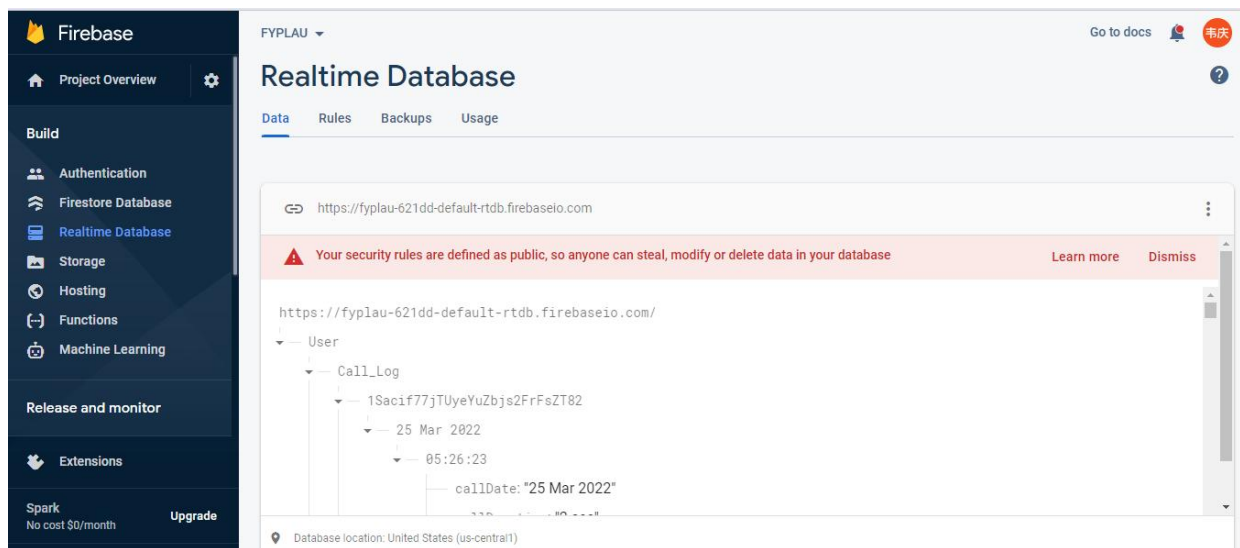 Firebase
Project Overview
Build
Authentication
Firestore Database
Realtime Database
Storage
Hosting
Functions
Machine Learning
Release and monitor
Extensions
Spark
No cost $0/month
Upgrade
FYPLAU
Go to docs
韦庆
Realtime Database
Data Rules Backups Usage
https://fyplau-621dd-default-rtdb.firebaseio.com
Your security rules are defined as public, so anyone can steal, modify or delete data in your database
Learn more Dismiss
https://fyplau-621dd-default-rtdb.firebaseio.com/
User
Call_Log
1Sacif77jTUyeYuZbjs2FrFsZT82
25 Mar 2022
05:26:23
callDate: "25 Mar 2022"
Database location: United States (us-central1)